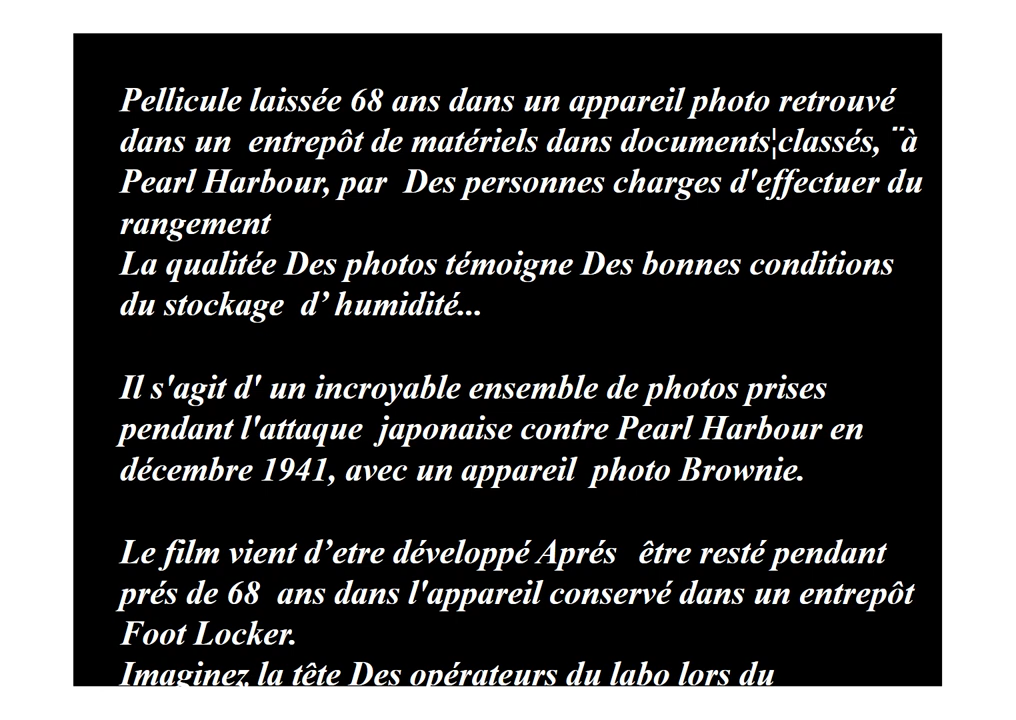 Pellicule laissée 68 ans dans un appareil photo retrouvé
dans un  entrepôt de matériels dans documents¦classés, ¨à
Pearl Harbour, par  Des personnes charges d'effectuer du
rangement
La qualitée Des photos témoigne Des bonnes conditions
du stockage  d’ humidité...
Il s'agit d' un incroyable ensemble de photos prises
pendant l'attaque  japonaise contre Pearl Harbour en
décembre 1941, avec un appareil  photo Brownie.
Le film vient d’etre développé Aprés   être resté pendant
prés de 68  ans dans l'appareil conservé dans un entrepôt
Foot Locker.
Imaginez la tête Des opérateurs du labo lors du